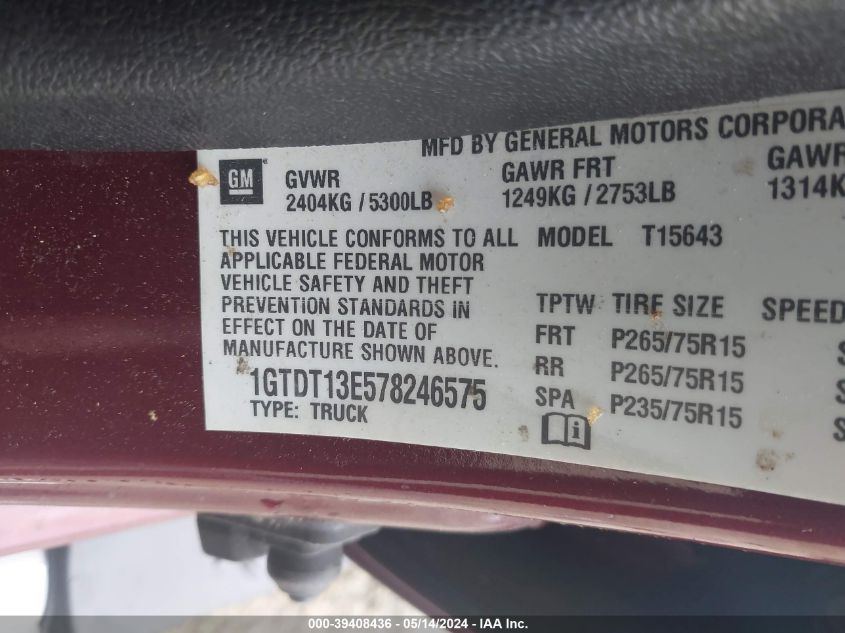 MFD BY GENERAL MOTORS CORPORA
GM
GVWR
2404KG / 5300LB
GAWR FRT
1249KG / 2753LB
GAWR
1314K
THIS VEHICLE CONFORMS TO ALL
APPLICABLE FEDERAL MOTOR
VEHICLE SAFETY AND THEFT
PREVENTION STANDARDS IN
EFFECT ON THE DATE OF
MANUFACTURE SHOWN ABOVE.
1GTDT13E578246575
TYPE: TRUCK
MODEL T15643
TPTW TIRE SIZE SPEED
FRT P265/75R15 S
RR P265/75R15 S
SPA P235/75R15 S
000-39408436 - 05/14/2024 - IAA Inc.